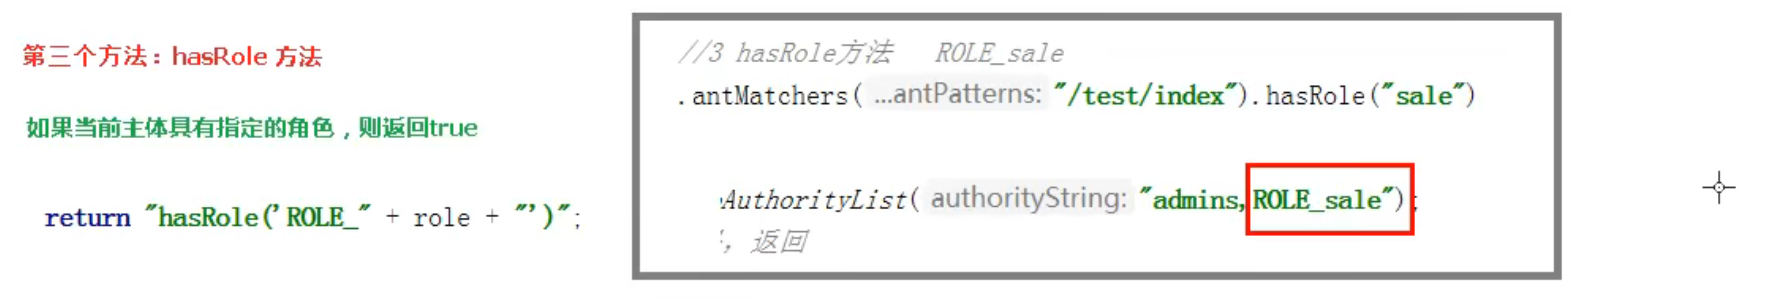 第三个方法：hasRole 方法
如果当前主体具有指定的角色，则返回true
return "hasRole('ROLE_" + role + "')";
//3 hasRole方法 ROLE_sale
.antMatchers( ...antPatterns: "/test/index").hasRole("sale")
AuthorityList( authorityString: "admins,ROLE_sale");
，返回